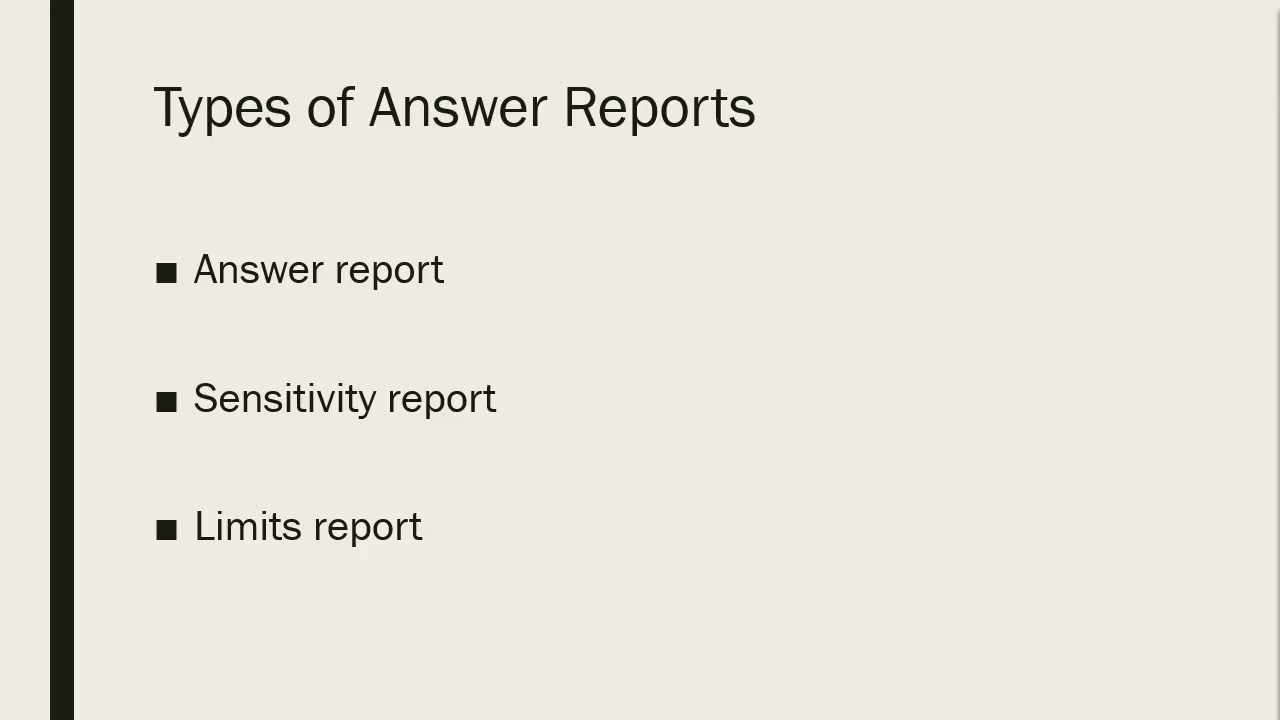 Types of Answer Reports
■ Answer report
■ Sensitivity report
■ Limits report